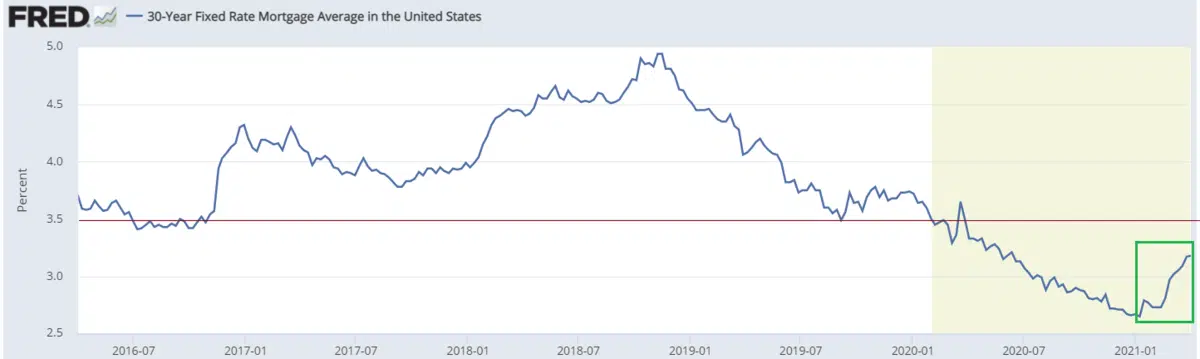 FRED 30-Year Fixed Rate Mortgage Average in the United States
5.0
4.5
4.0
3.5
3.0
2.5
Percent
2016-07 2017-01 2017-07 2018-01 2018-07 2019-01 2019-07 2020-01 2020-07 2021-01